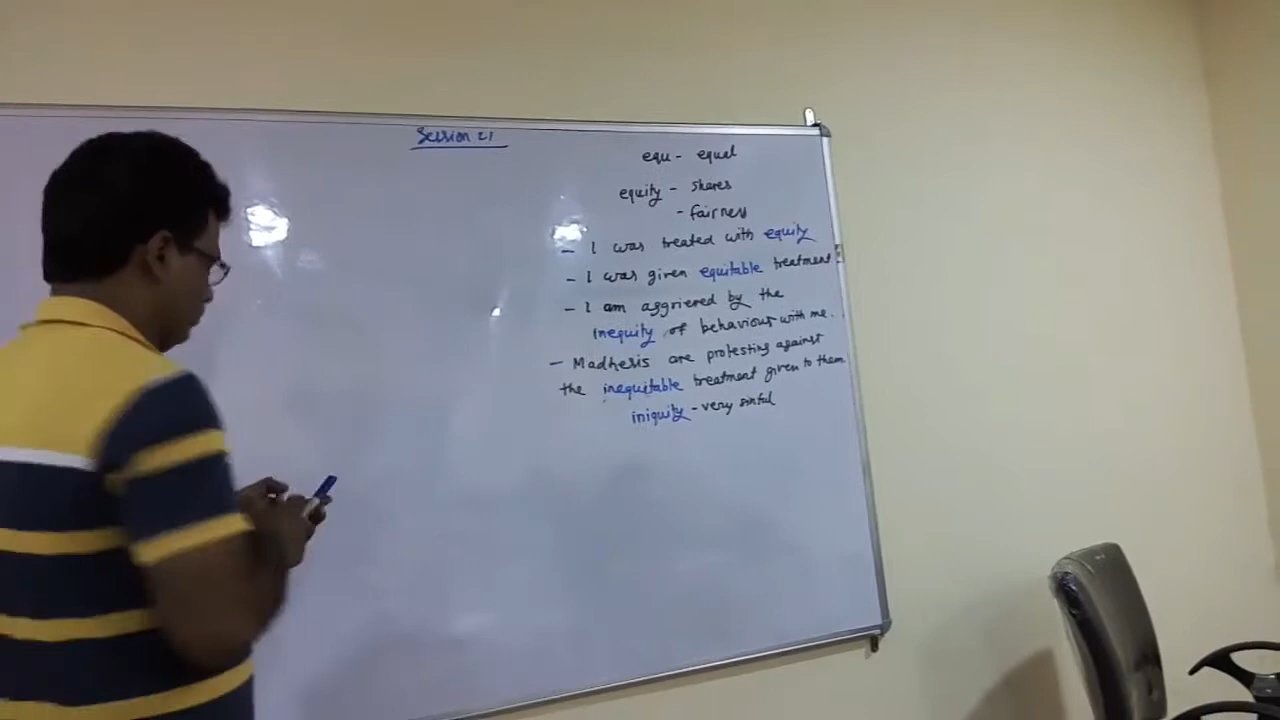 Session 21
equ - equal
equity - shares
- fairness
- I was treated with equity
- I was given equitable treatment
- I am aggrieved by the
inequity of behaviour with me.
- Madhesis are protesting against
the inequitable treatment given to them.
iniquity - very sinful